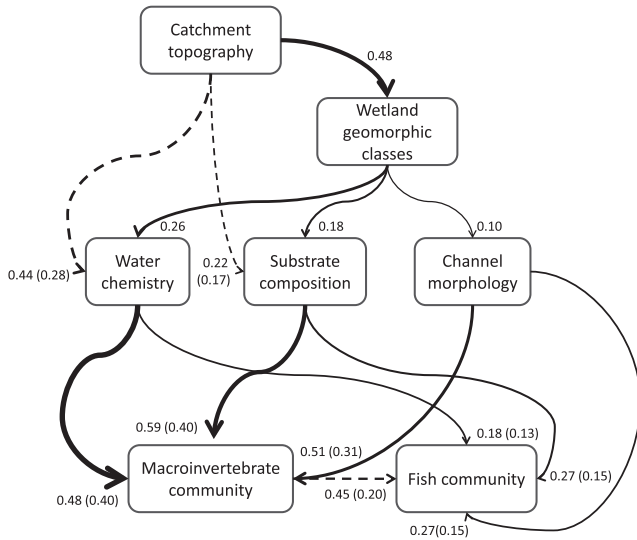 Catchment
topography
0.48
Wetland
geomorphic
classes
0.26
0.18
0.10
0.44 (0.28)
Water
chemistry
0.22
(0.17)
Substrate
composition
Channel
morphology
0.59 (0.40)
0.51 (0.31)
0.18 (0.13)
0.48 (0.40)
Macroinvertebrate
community
0.45 (0.20)
Fish community
0.27 (0.15)
0.27(0.15)